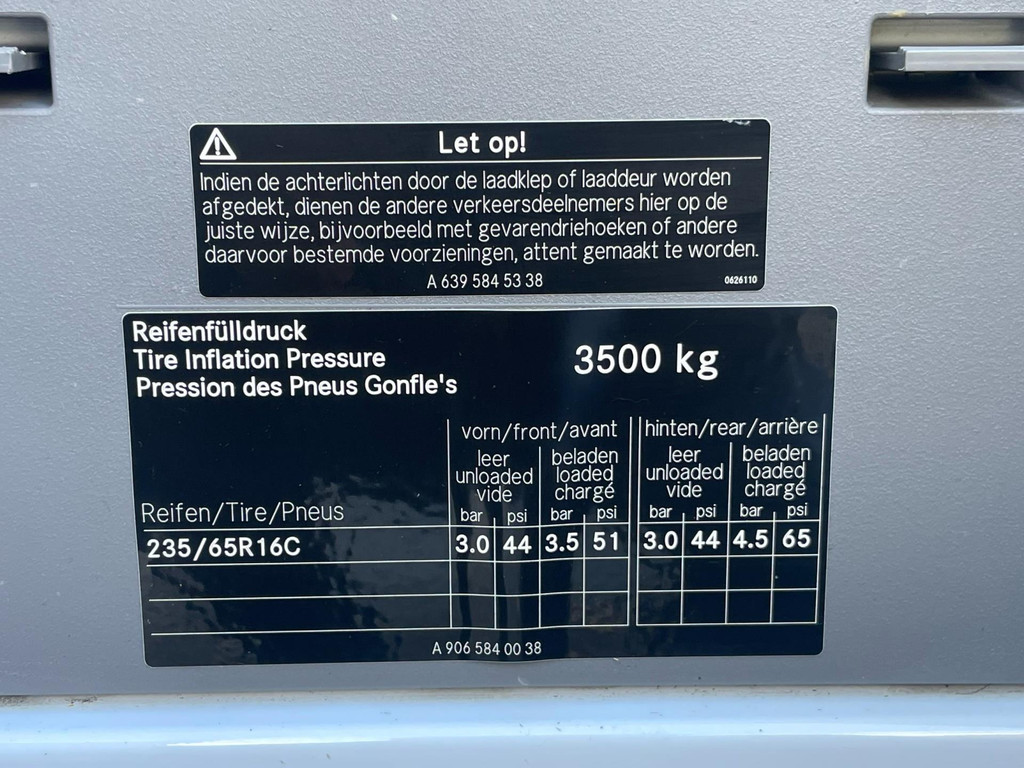 Let op!
Indien de achterlichten door de laadklep of laaddeur worden
afgedekt, dienen de andere verkeersdeelnemers hier op de
juiste wijze, bijvoorbeeld met gevarendriehoeken of andere
daarvoor bestemde voorzieningen, attent gemaakt te worden.
A 639 584 53 38 0626110
Reifenfülldruck
Tire Inflation Pressure
Pression des Pneus Gonfle's
3500 kg
vorn/front/avant hinten/rear/arrière
leer beladen leer beladen
unloaded loaded unloaded loaded
vide chargé vide chargé
Reifen/Tire/Pneus bar psi bar psi bar psi bar psi
235/65R16C 3.0 44 3.5 51 3.0 44 4.5 65
A 906 584 00 38